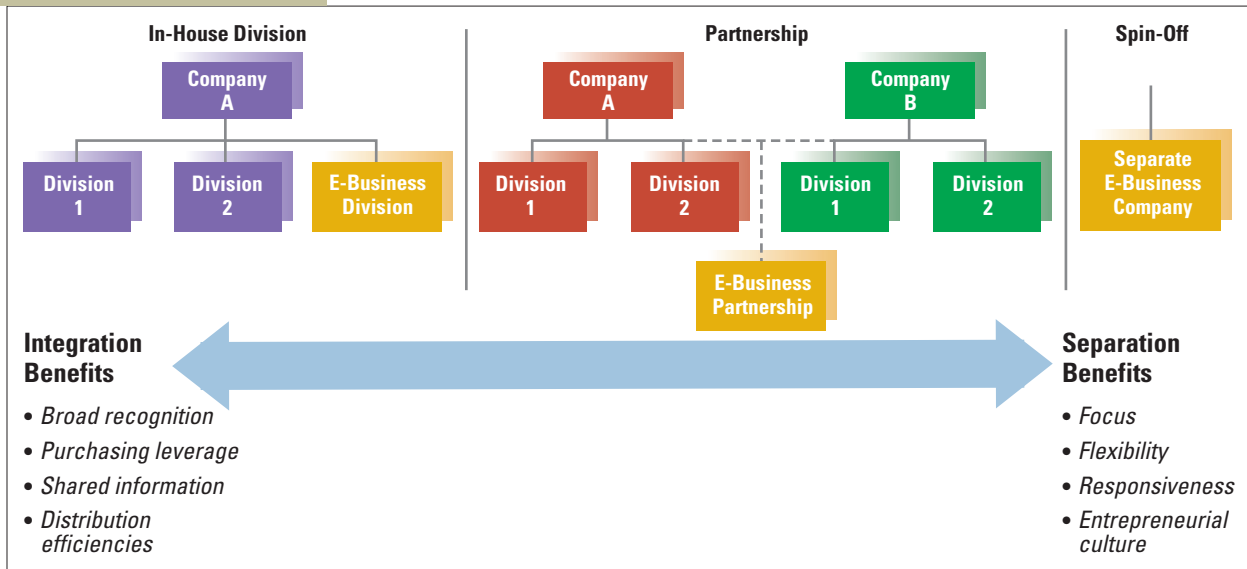 In-House Division
Company
A
Division
1
Division
2
E-Business
Division
Partnership
Company
A
Company
B
Division
1
Division
2
Division
1
Division
2
E-Business
Partnership
Spin-Off
Separate
E-Business
Company
Integration
Benefits
• Broad recognition
• Purchasing leverage
• Shared information
• Distribution
efficiencies
Separation
Benefits
• Focus
• Flexibility
• Responsiveness
• Entrepreneurial
culture